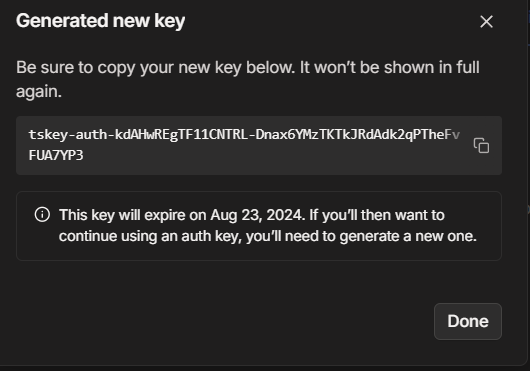 Generated new key
Be sure to copy your new key below. It won't be shown in full
again.
tskey-auth-kdAHwREgTF11CNTRL-Dnax6YMzTKTkJRdAdk2qPTheFv
FUA7YP3
This key will expire on Aug 23, 2024. If you'll then want to
continue using an auth key, you'll need to generate a new one.
Done